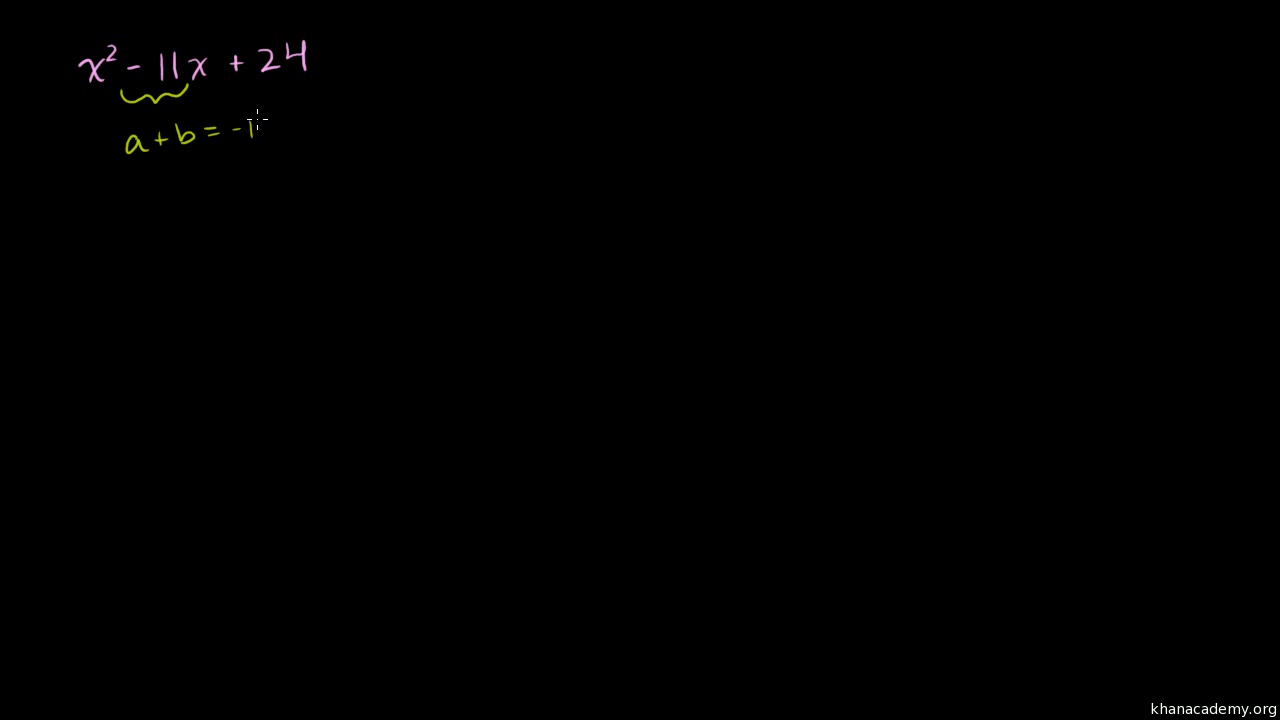 x² - 11x + 24
a + b = -1
khanacademy.org